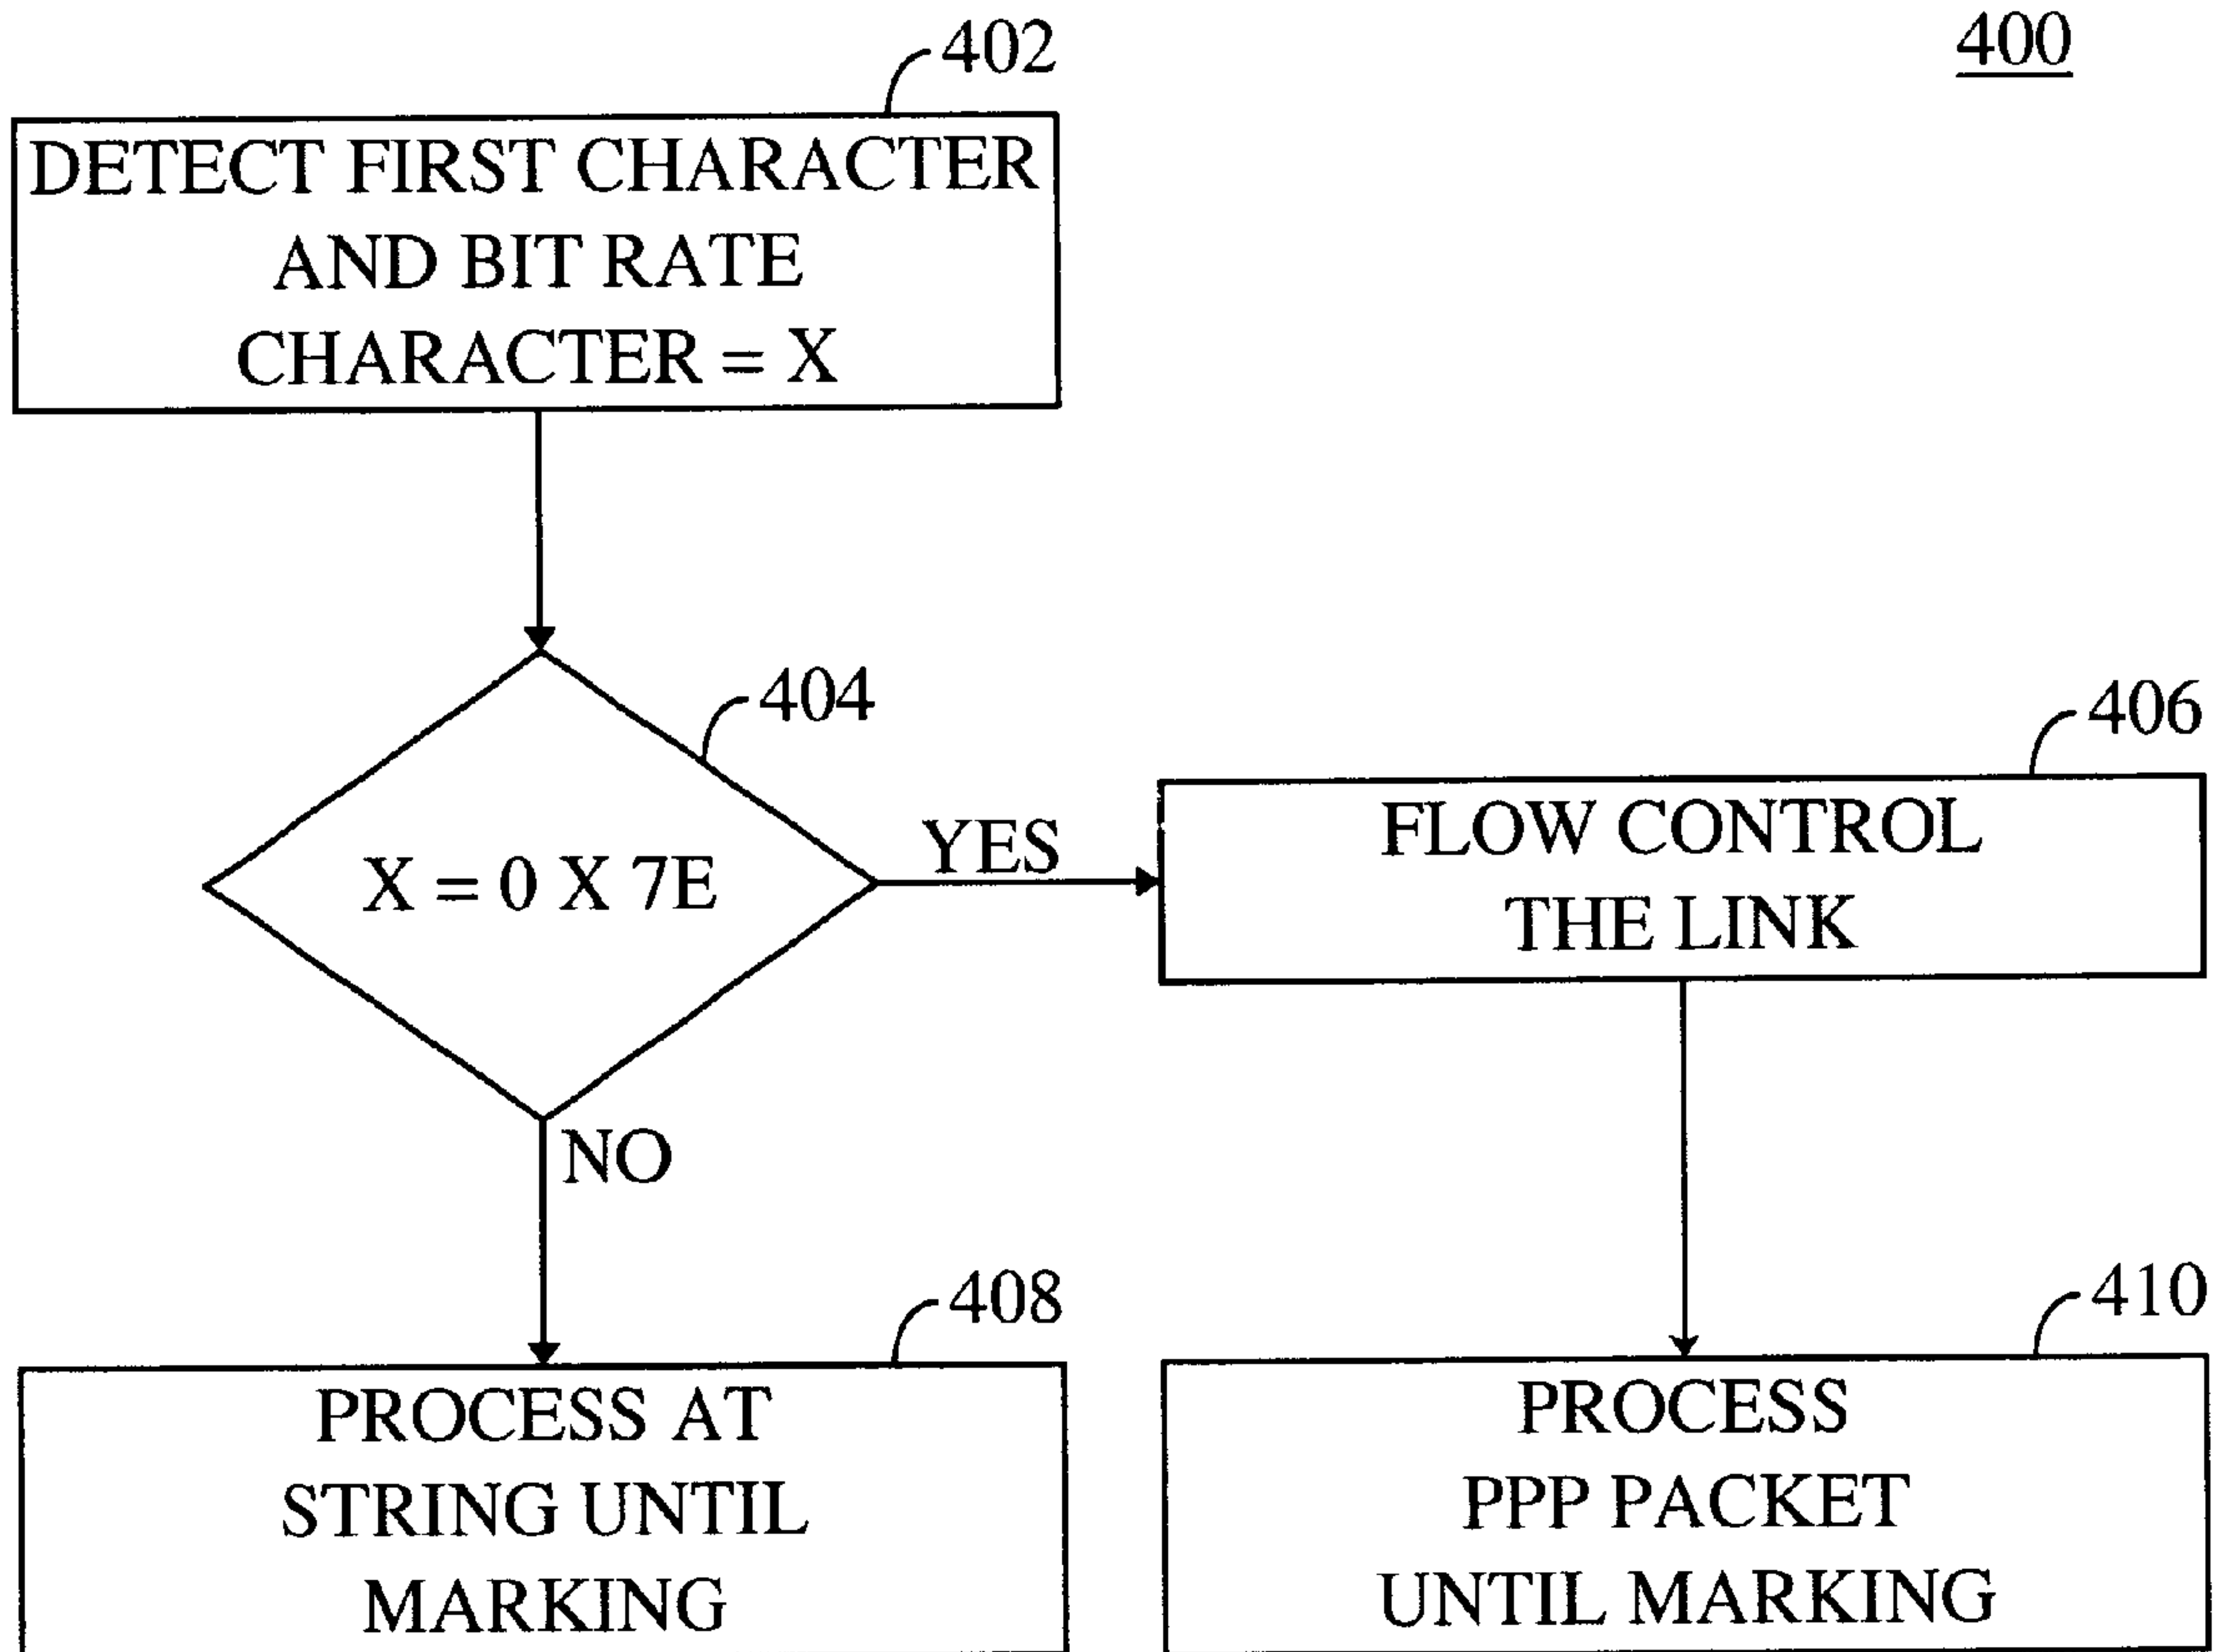 400
402
DETECT FIRST CHARACTER
AND BIT RATE
CHARACTER = X
404
X = 0 X 7E
YES
NO
406
FLOW CONTROL
THE LINK
408
PROCESS AT
STRING UNTIL
MARKING
410
PROCESS
PPP PACKET
UNTIL MARKING